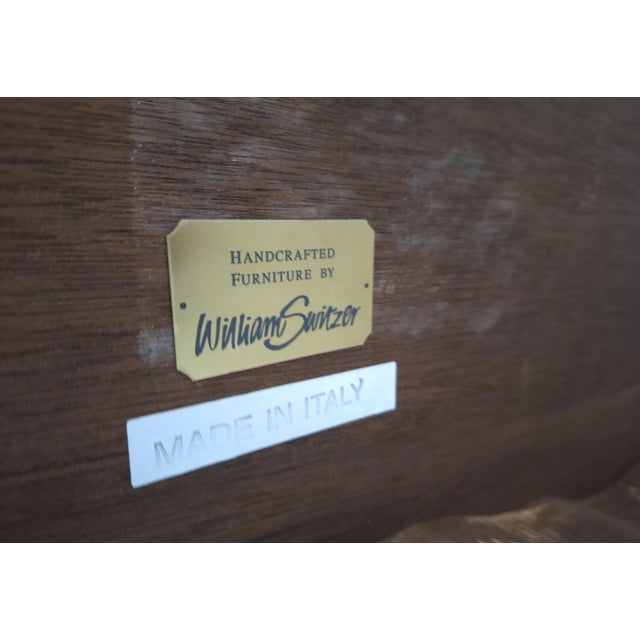 HANDCRAFTED
FURNITURE BY
William Switzer
MADE IN ITALY